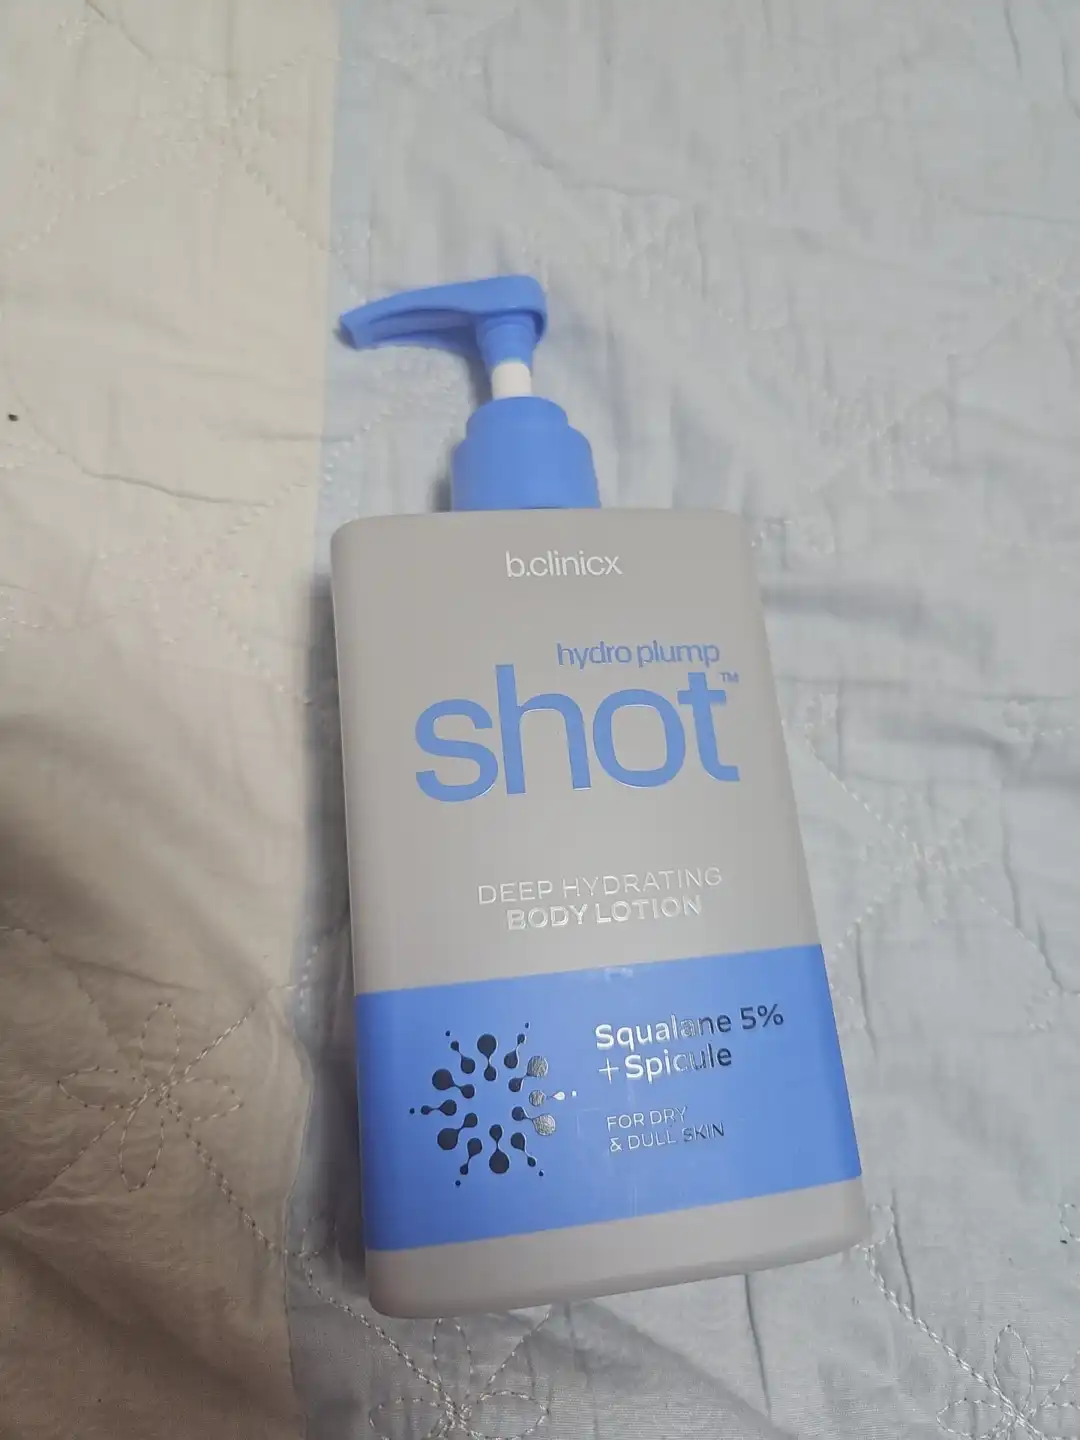 b.clinicx
hydro plump
shot™
DEEP HYDRATING
BODY LOTION
Squalane 5%
+Spicule
FOR DRY
& DULL SKIN